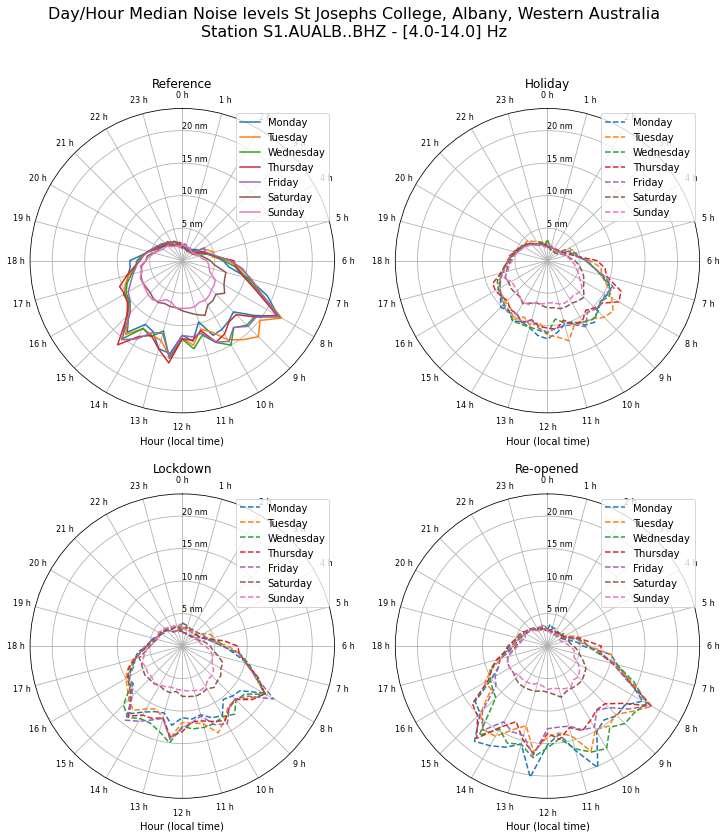 Day/Hour Median Noise levels St Josephs College, Albany, Western Australia
Station S1.AUALB..BHZ - [4.0-14.0] Hz
Reference
0 h
1 h
5 h
6 h
7 h
8 h
9 h
10 h
11 h
12 h
13 h
14 h
15 h
16 h
17 h
18 h
19 h
20 h
21 h
22 h
23 h
20 nm
15 nm
10 nm
5 nm
Monday
Tuesday
Wednesday
Thursday
Friday
Saturday
Sunday
Hour (local time)
Holiday
0 h
1 h
5 h
6 h
7 h
8 h
9 h
10 h
11 h
12 h
13 h
14 h
15 h
16 h
17 h
18 h
19 h
20 h
21 h
22 h
23 h
20 nm
15 nm
10 nm
5 nm
Monday
Tuesday
Wednesday
Thursday
Friday
Saturday
Sunday
Hour (local time)
Lockdown
0 h
1 h
5 h
6 h
7 h
8 h
9 h
10 h
11 h
12 h
13 h
14 h
15 h
16 h
17 h
18 h
19 h
20 h
21 h
22 h
23 h
20 nm
15 nm
10 nm
5 nm
Monday
Tuesday
Wednesday
Thursday
Friday
Saturday
Sunday
Hour (local time)
Re-opened
0 h
1 h
5 h
6 h
7 h
8 h
9 h
10 h
11 h
12 h
13 h
14 h
15 h
16 h
17 h
18 h
19 h
20 h
21 h
22 h
23 h
20 nm
15 nm
10 nm
5 nm
Monday
Tuesday
Wednesday
Thursday
Friday
Saturday
Sunday
Hour (local time)